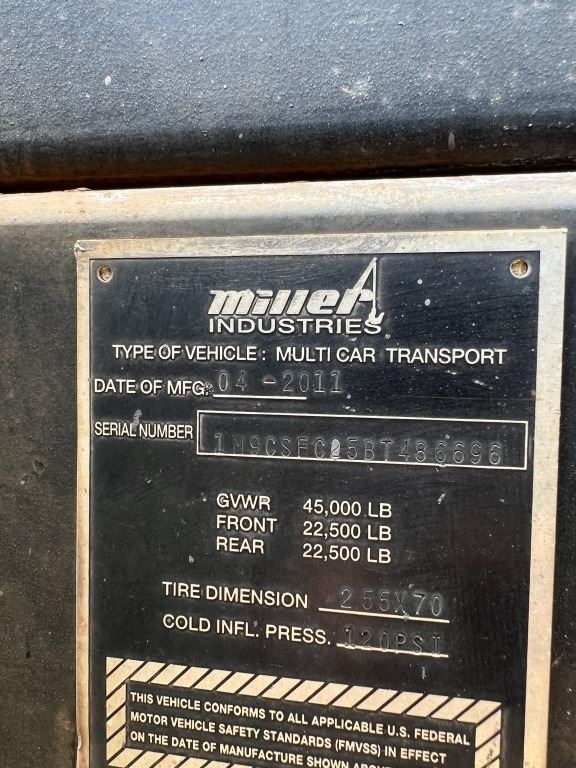 miller
INDUSTRIES
TYPE OF VEHICLE: MULTI CAR TRANSPORT
DATE OF MFG: 04 -2011
SERIAL NUMBER 1M9CSFC25BT486696
GVWR 45,000 LB
FRONT 22,500 LB
REAR 22,500 LB
TIRE DIMENSION 255X70
COLD INFL. PRESS. 120PSI
THIS VEHICLE CONFORMS TO ALL APPLICABLE U.S. FEDERAL
MOTOR VEHICLE SAFETY STANDARDS (FMVSS) IN EFFECT
ON THE DATE OF MANUFACTURE SHOWN ABOVE